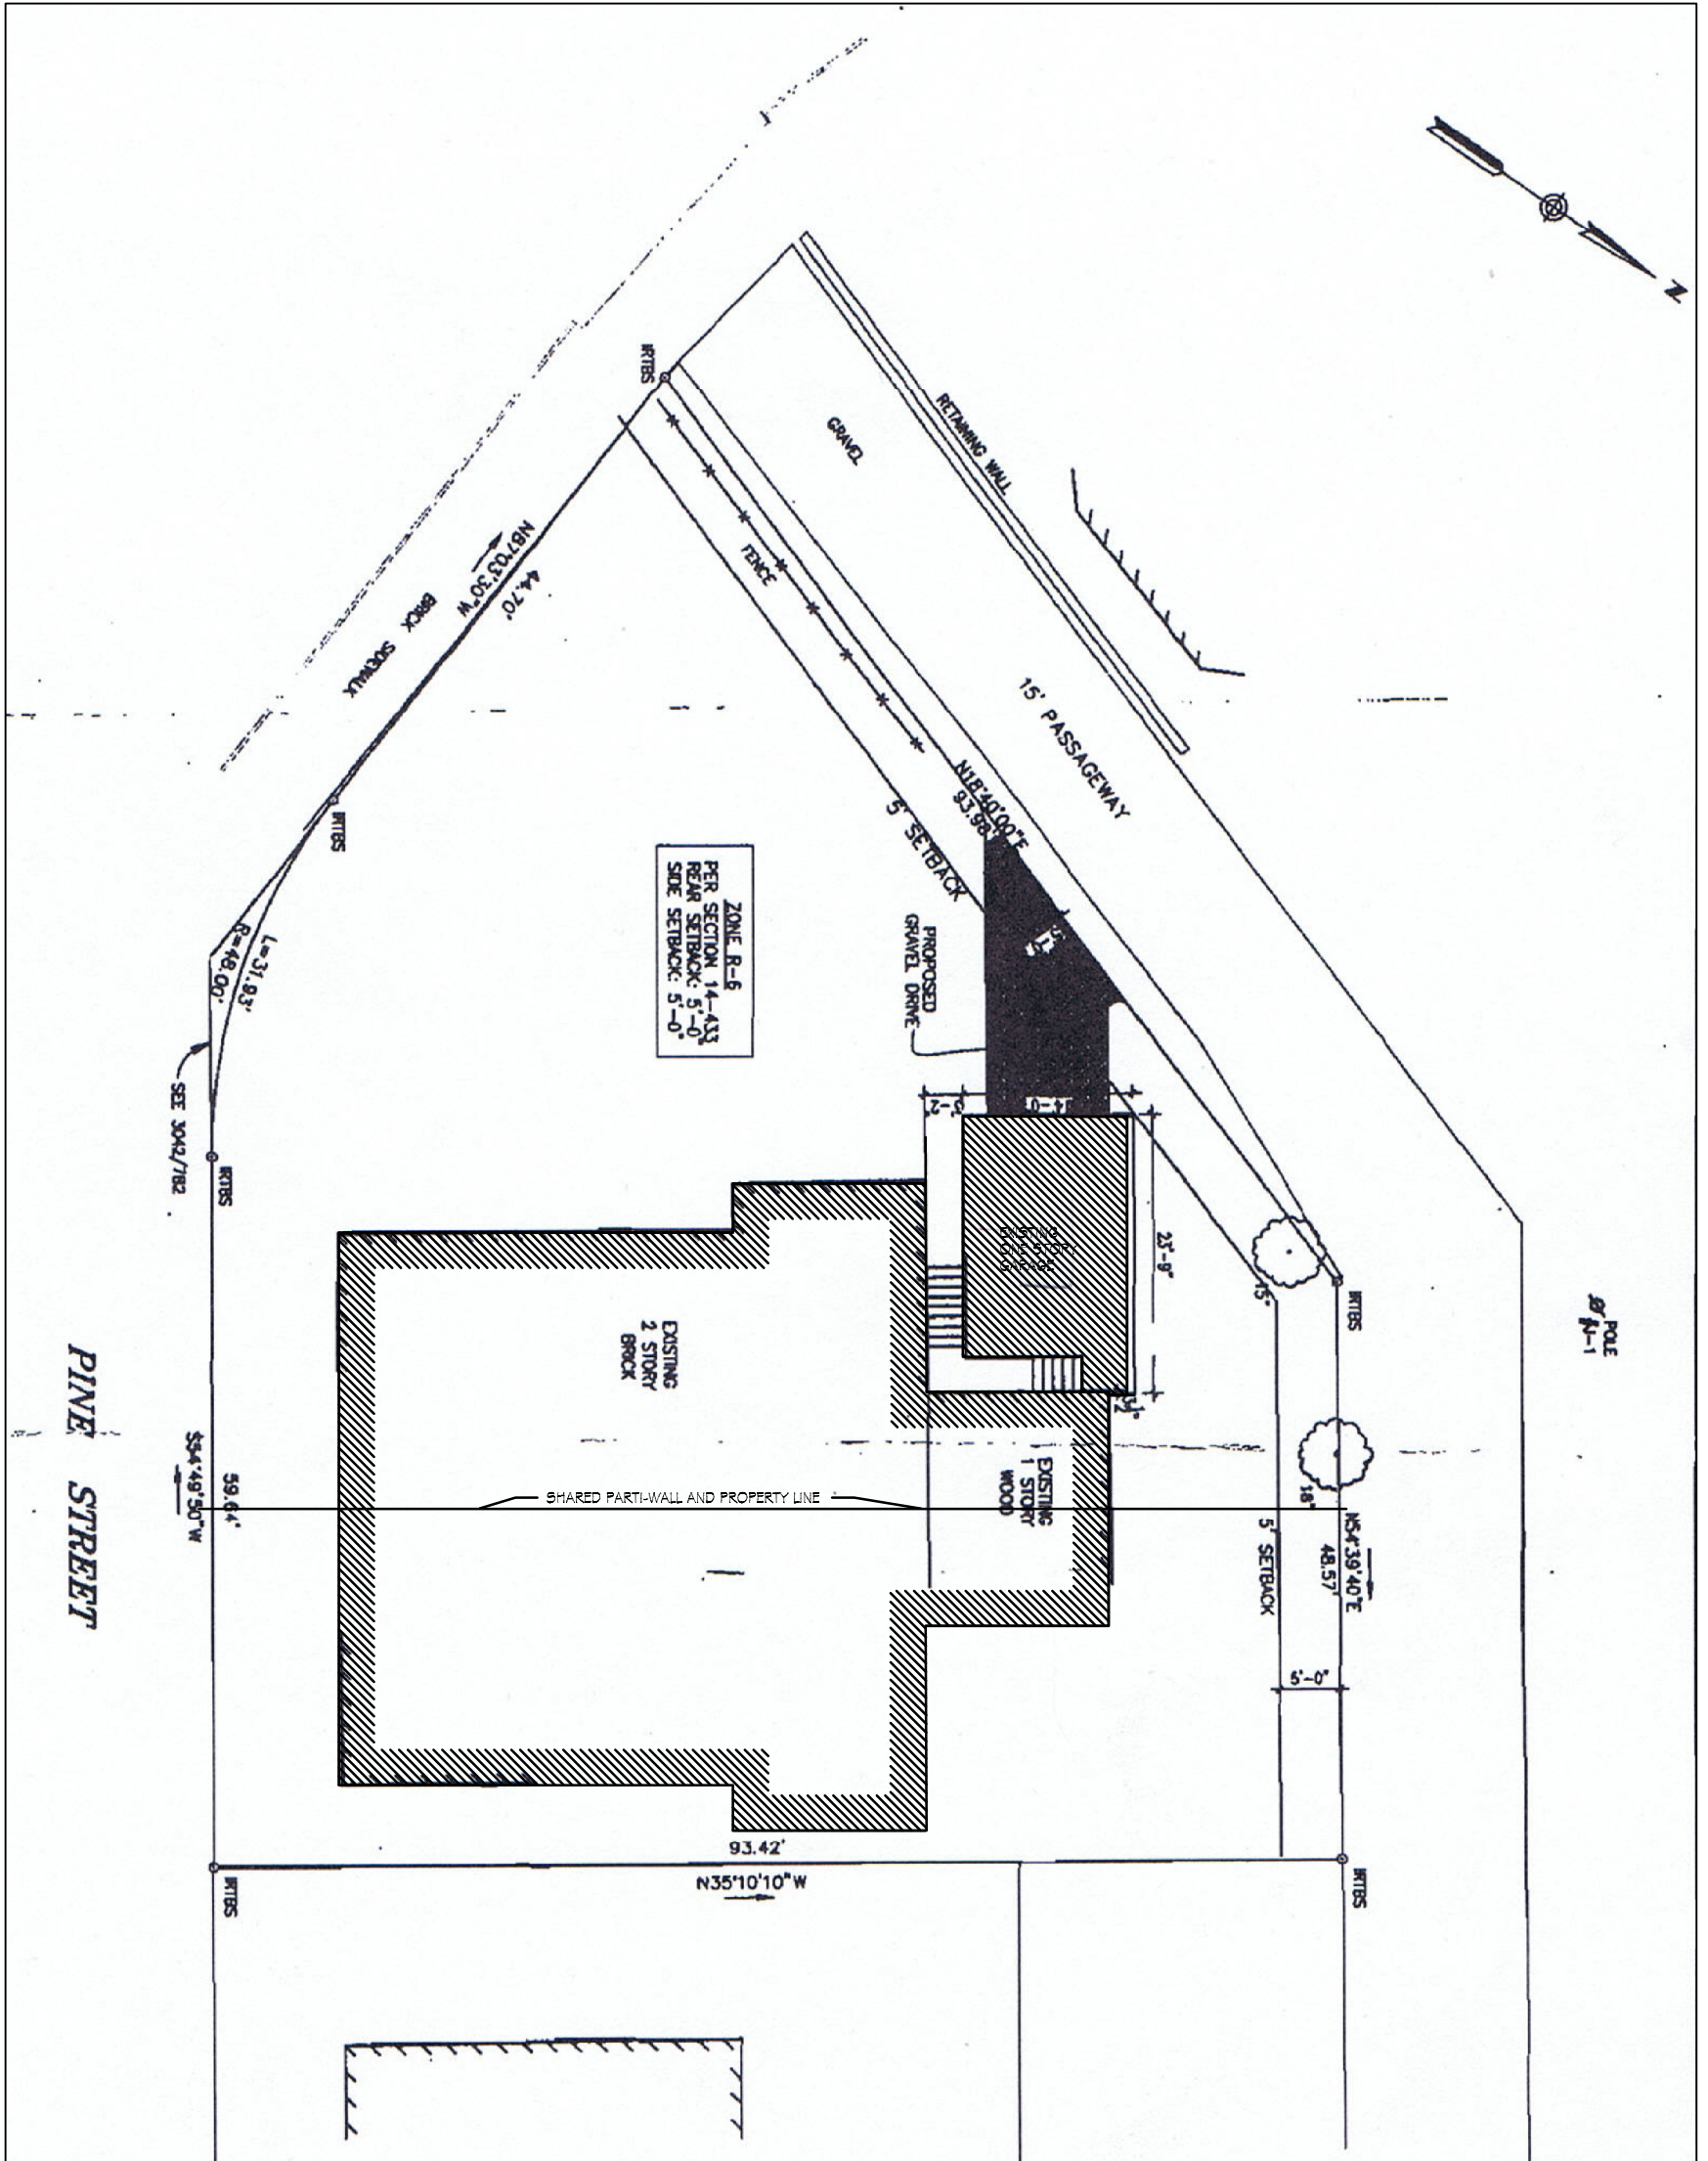 N
IRTBS
GRAVEL
RETAINING WALL
FENCE
N87°03'30"W
44.70'
BRICK SIDEWALK
15' PASSAGEWAY
N18°40'00"E
93.98'
5' SETBACK
IRTBS
ZONE R-6
PER SECTION 14-433
REAR SETBACK: 5'-0"
SIDE SETBACK: 5'-0"
PROPOSED
GRAVEL DRIVE
L=31.93'
R=48.00'
SEE 3042/782
IRTBS
14'-0"
23'-9"
EXISTING
ONE STORY
GARAGE
15"
IRTBS
POLE
EXISTING
2 STORY
BRICK
PINE STREET
S54°49'50"W
59.64'
SHARED PARTI-WALL AND PROPERTY LINE
EXISTING
1 STORY
WOOD
18"
N54°39'40"E
48.57'
5' SETBACK
5'-0"
93.42'
N35°10'10"W
IRTBS
IRTBS